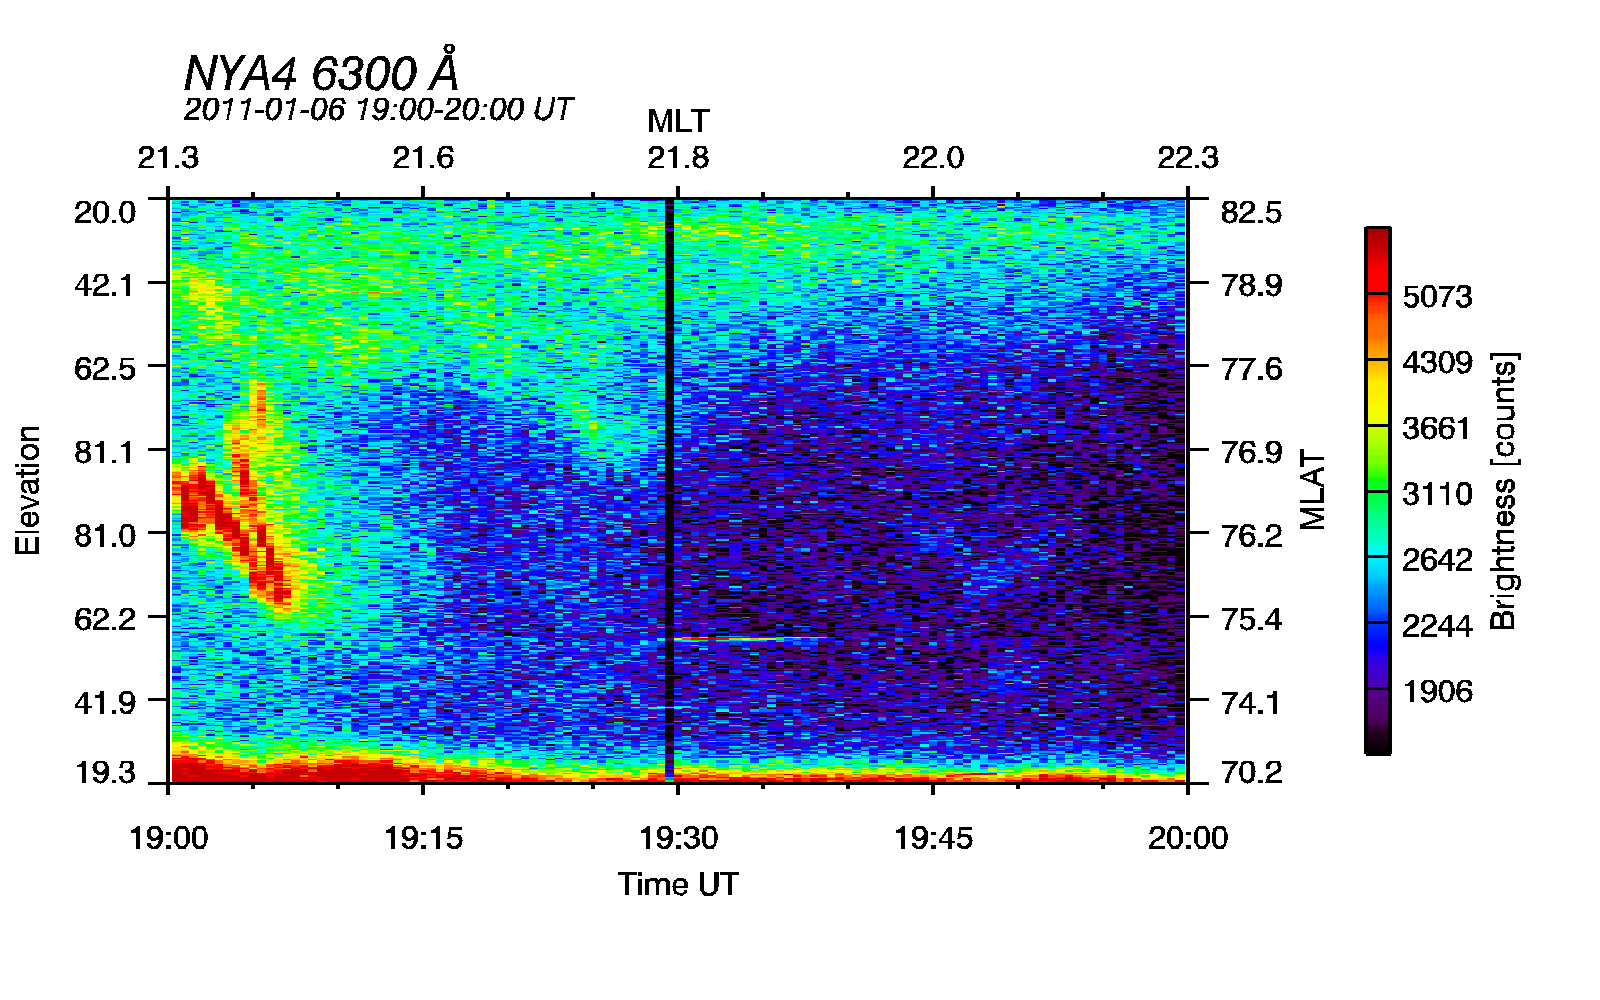 NYA4 6300 Å
2011-01-06 19:00-20:00 UT
MLT
21.3 21.6 21.8 22.0 22.3
20.0
42.1
62.5
81.1
81.0
62.2
41.9
19.3
Elevation
82.5
78.9
77.6
76.9
76.2
75.4
74.1
70.2
MLAT
5073
4309
3661
3110
2642
2244
1906
Brightness [counts]
19:00 19:15 19:30 19:45 20:00
Time UT